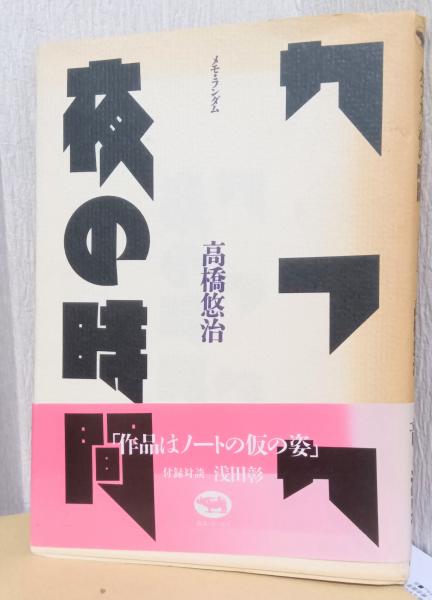 カフカ
夜の時間
メモ・ランダム
高橋悠治
「作品はノートの仮の姿」
付録対談 浅田彰